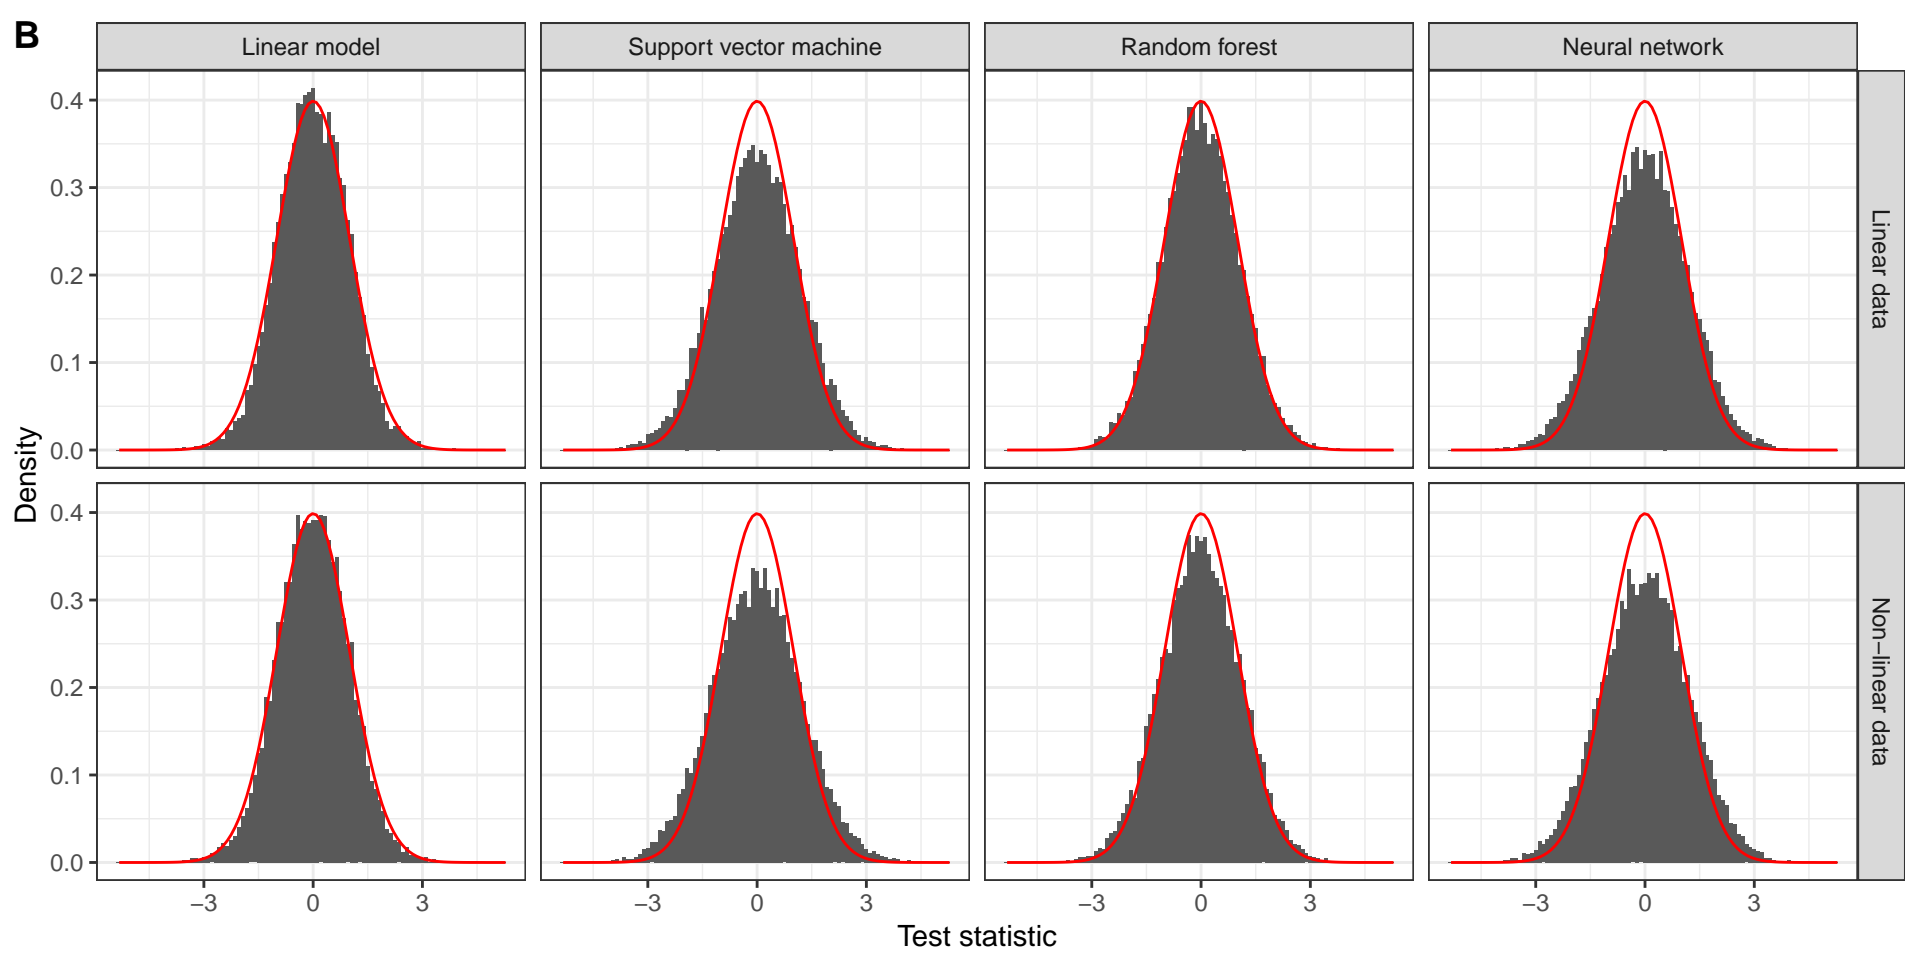 B
Linear model
Support vector machine
Random forest
Neural network
0.4
0.3
0.2
0.1
0.0
Linear data
0.4
0.3
0.2
0.1
0.0
Non−linear data
Density
−3 0 3
−3 0 3
−3 0 3
−3 0 3
Test statistic